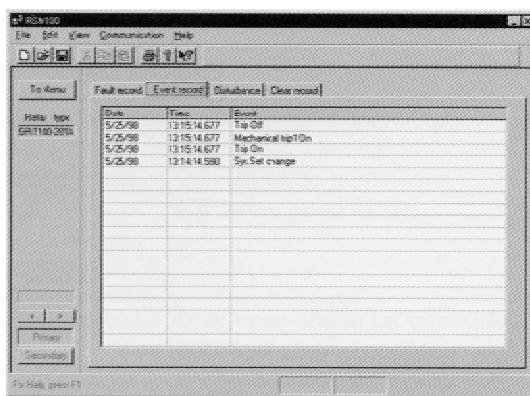 RSM100
File Edit View Communication Help
To Menu
Fault record Event record Disturbance Clear record
Relay type
GRT100-201A
Date Time Event
5/25/98 13:15:14.677 Trip Off
5/25/98 13:15:14.677 Mechanical trip1 On
5/25/98 13:15:14.677 Trip On
5/25/98 13:14:14.590 Sys. Set change
< >
Primary
Secondary
For Help, press F1